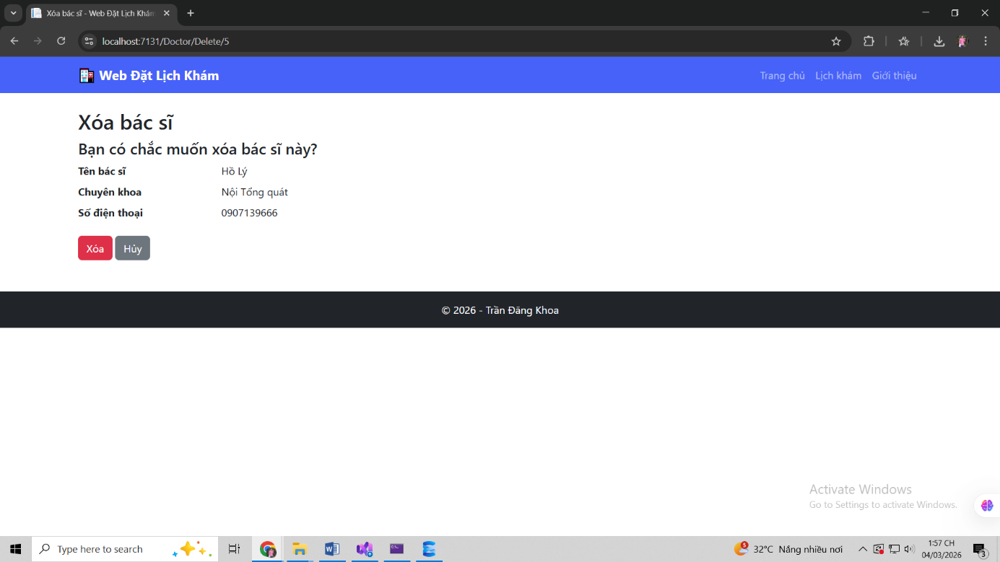 Xóa bác sĩ - Web Đặt Lịch Khám
localhost:7131/Doctor/Delete/5
Web Đặt Lịch Khám
Trang chủ Lịch khám Giới thiệu
Xóa bác sĩ
Bạn có chắc muốn xóa bác sĩ này?
Tên bác sĩ Hồ Lý
Chuyên khoa Nội Tổng quát
Số điện thoại 0907139666
Xóa Hủy
© 2026 - Trần Đăng Khoa
Activate Windows
Go to Settings to activate Windows.
Type here to search
5
32°C Nắng nhiều nơi
1:57 CH
04/03/2026
3